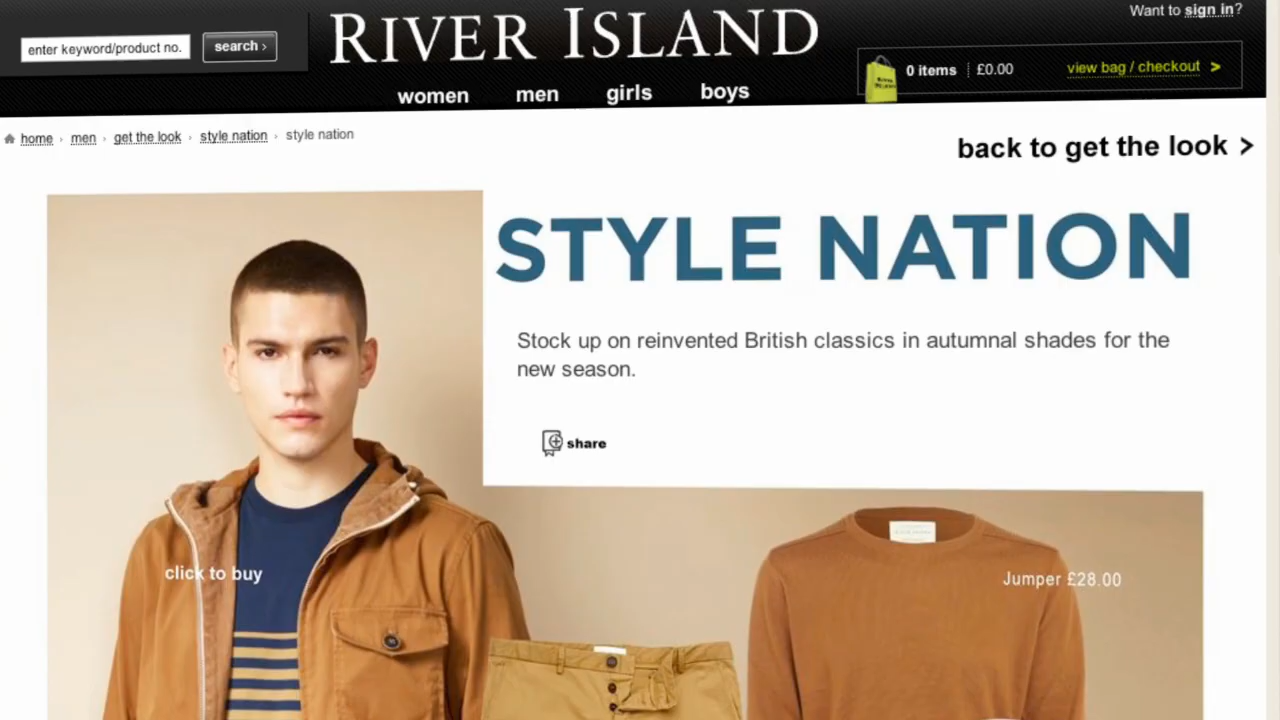 RIVER ISLAND
Want to sign in?
enter keyword/product no.
search ›
0 items
£0.00
view bag / checkout >
women
men
girls
boys
home › men › get the look › style nation › style nation
back to get the look >
STYLE NATION
Stock up on reinvented British classics in autumnal shades for the
new season.
share
click to buy
Jumper £28.00